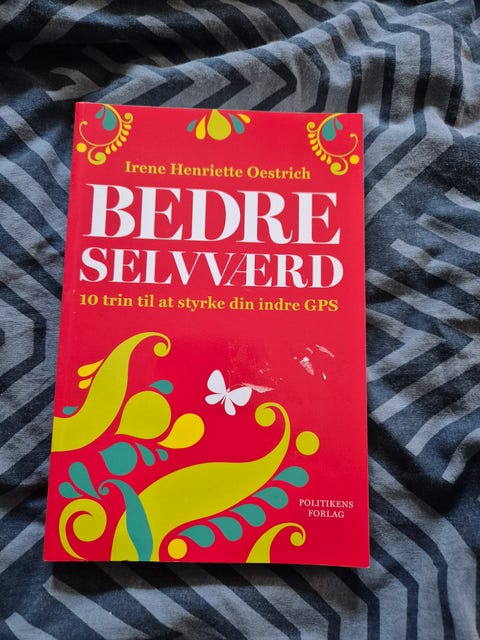 Irene Henriette Oestrich
BEDRE
SELVVÆRD
10 trin til at styrke din indre GPS
POLITIKENS
FORLAG